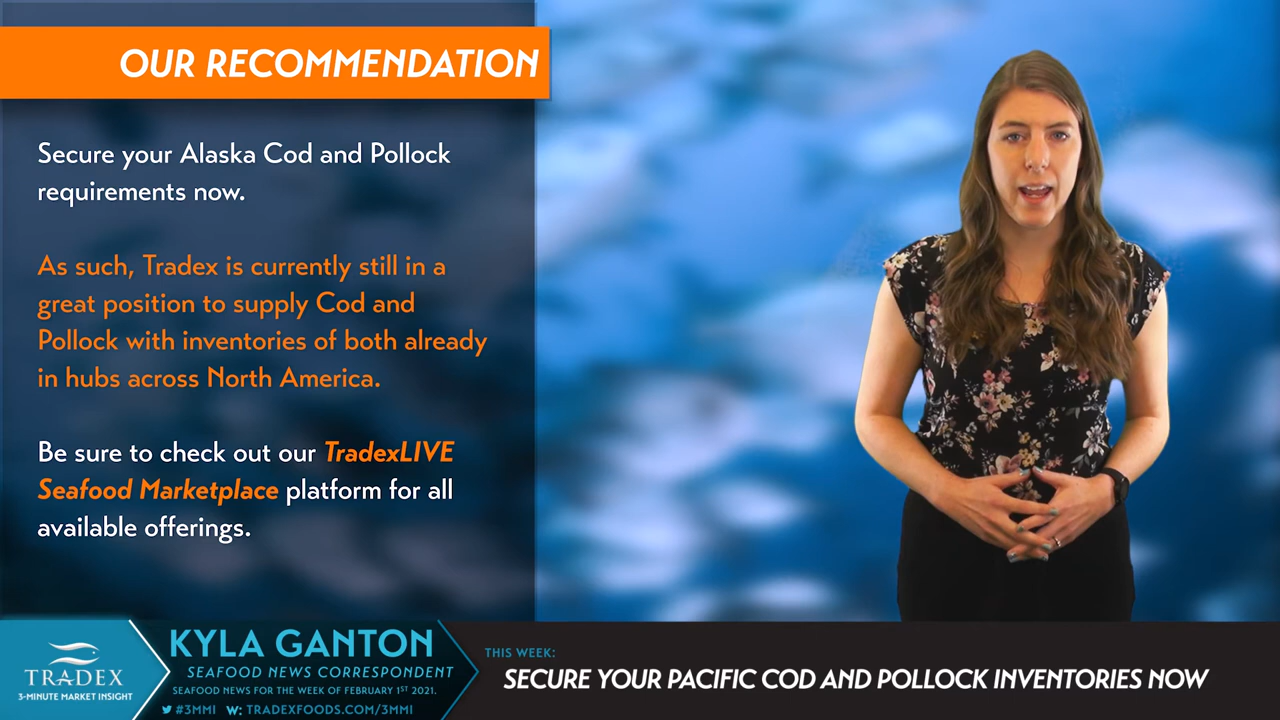 OUR RECOMMENDATION
Secure your Alaska Cod and Pollock
requirements now.
As such, Tradex is currently still in a
great position to supply Cod and
Pollock with inventories of both already
in hubs across North America.
Be sure to check out our TradexLIVE
Seafood Marketplace platform for all
available offerings.
TRADEX
3-MINUTE MARKET INSIGHT
KYLA GANTON
SEAFOOD NEWS CORRESPONDENT
SEAFOOD NEWS FOR THE WEEK OF FEBRUARY 1ST 2021.
#3MMI W: TRADEXFOODS.COM/3MMI
THIS WEEK:
SECURE YOUR PACIFIC COD AND POLLOCK INVENTORIES NOW